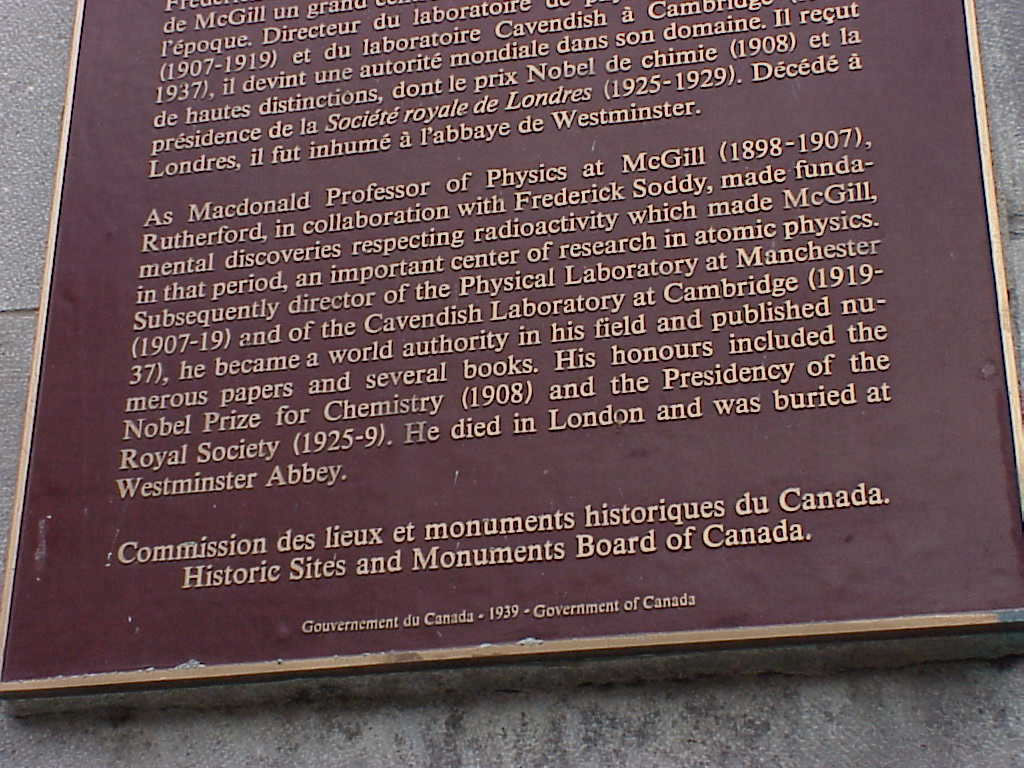 de McGill un grand
l'époque. Directeur du laboratoire de
(1907-1919) et du laboratoire Cavendish à Cambridge
1937), il devint une autorité mondiale dans son domaine. Il reçut
de hautes distinctions, dont le prix Nobel de chimie (1908) et la
présidence de la Société royale de Londres (1925-1929). Décédé à
Londres, il fut inhumé à l'abbaye de Westminster.
As Macdonald Professor of Physics at McGill (1898-1907),
Rutherford, in collaboration with Frederick Soddy, made funda-
mental discoveries respecting radioactivity which made McGill,
in that period, an important center of research in atomic physics.
Subsequently director of the Physical Laboratory at Manchester
(1907-19) and of the Cavendish Laboratory at Cambridge (1919-
37), he became a world authority in his field and published nu-
merous papers and several books. His honours included the
Nobel Prize for Chemistry (1908) and the Presidency of the
Royal Society (1925-9). He died in London and was buried at
Westminster Abbey.
Commission des lieux et monuments historiques du Canada.
Historic Sites and Monuments Board of Canada.
Gouvernement du Canada - 1939 - Government of Canada